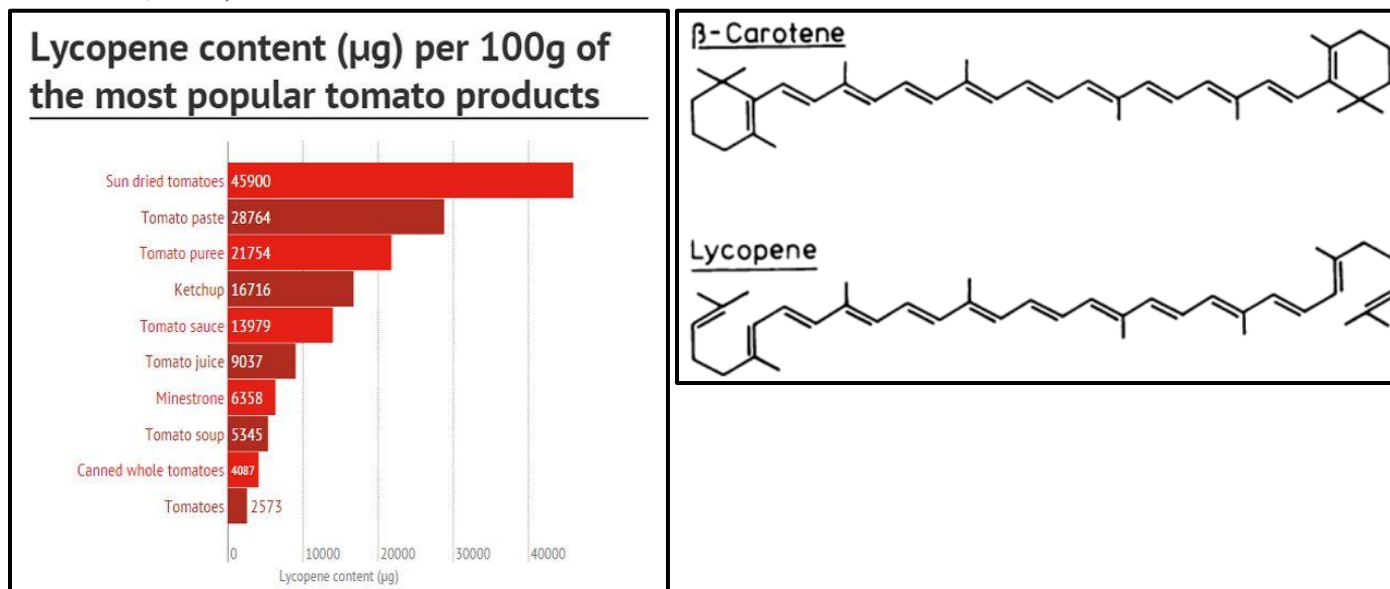 Lycopene content (µg) per 100g of
the most popular tomato products
Sun dried tomatoes 45900
Tomato paste 28764
Tomato puree 21754
Ketchup 16716
Tomato sauce 13979
Tomato juice 9037
Minestrone 6358
Tomato soup 5345
Canned whole tomatoes 4087
Tomatoes 2573
0 10000 20000 30000 40000
Lycopene content (µg)
β-Carotene
Lycopene